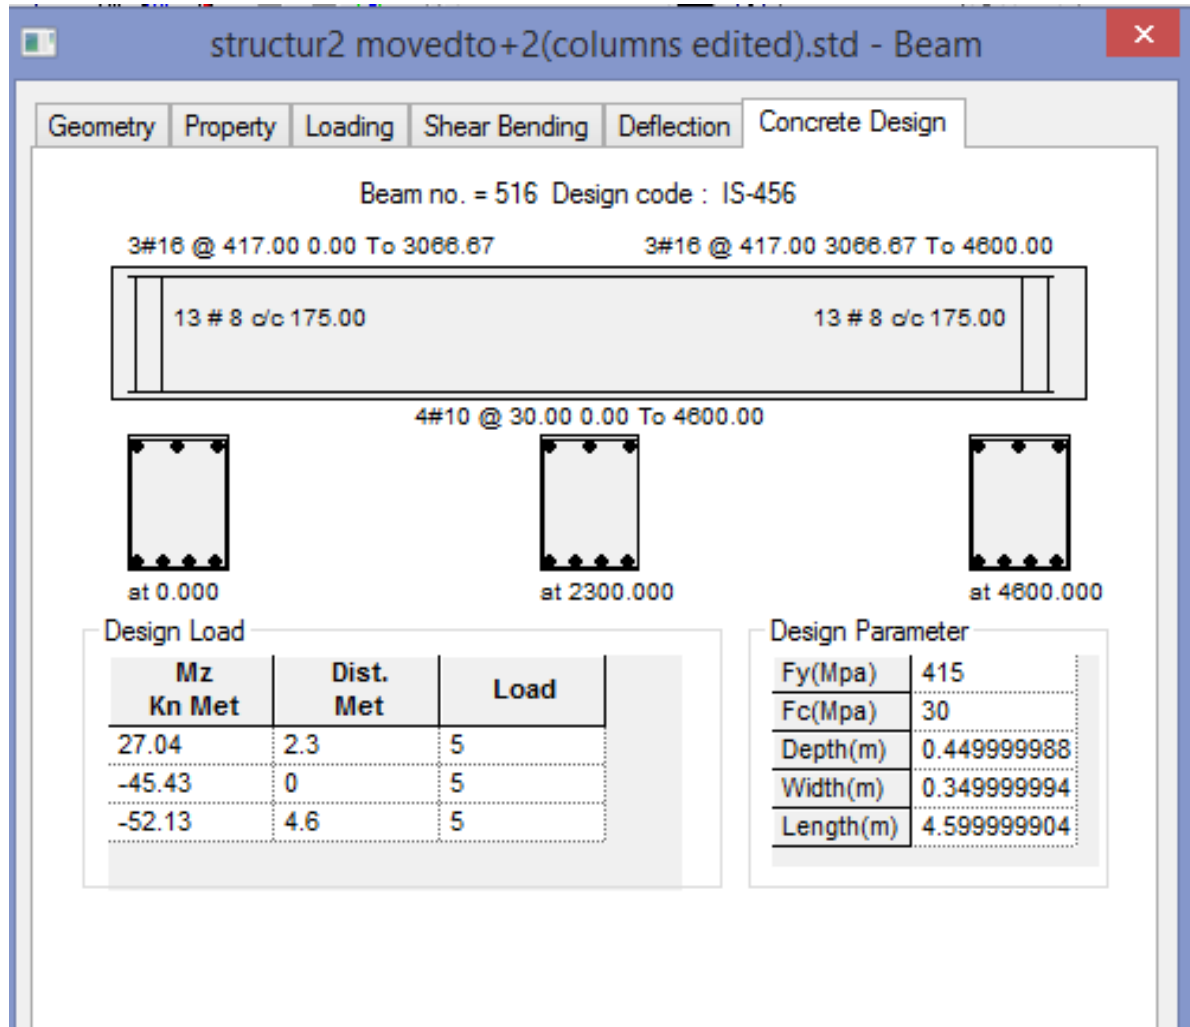 structur2 movedto+2(columns edited).std - Beam
Geometry Property Loading Shear Bending Deflection Concrete Design
Beam no. = 516 Design code : IS-456
3#16 @ 417.00 0.00 To 3066.67 3#16 @ 417.00 3066.67 To 4600.00
13 # 8 c/c 175.00 13 # 8 c/c 175.00
4#10 @ 30.00 0.00 To 4600.00
at 0.000 at 2300.000 at 4600.000
Design Load
Mz Kn Met Dist. Met Load
27.04 2.3 5
-45.43 0 5
-52.13 4.6 5
Design Parameter
Fy(Mpa) 415
Fc(Mpa) 30
Depth(m) 0.449999988
Width(m) 0.349999994
Length(m) 4.599999904